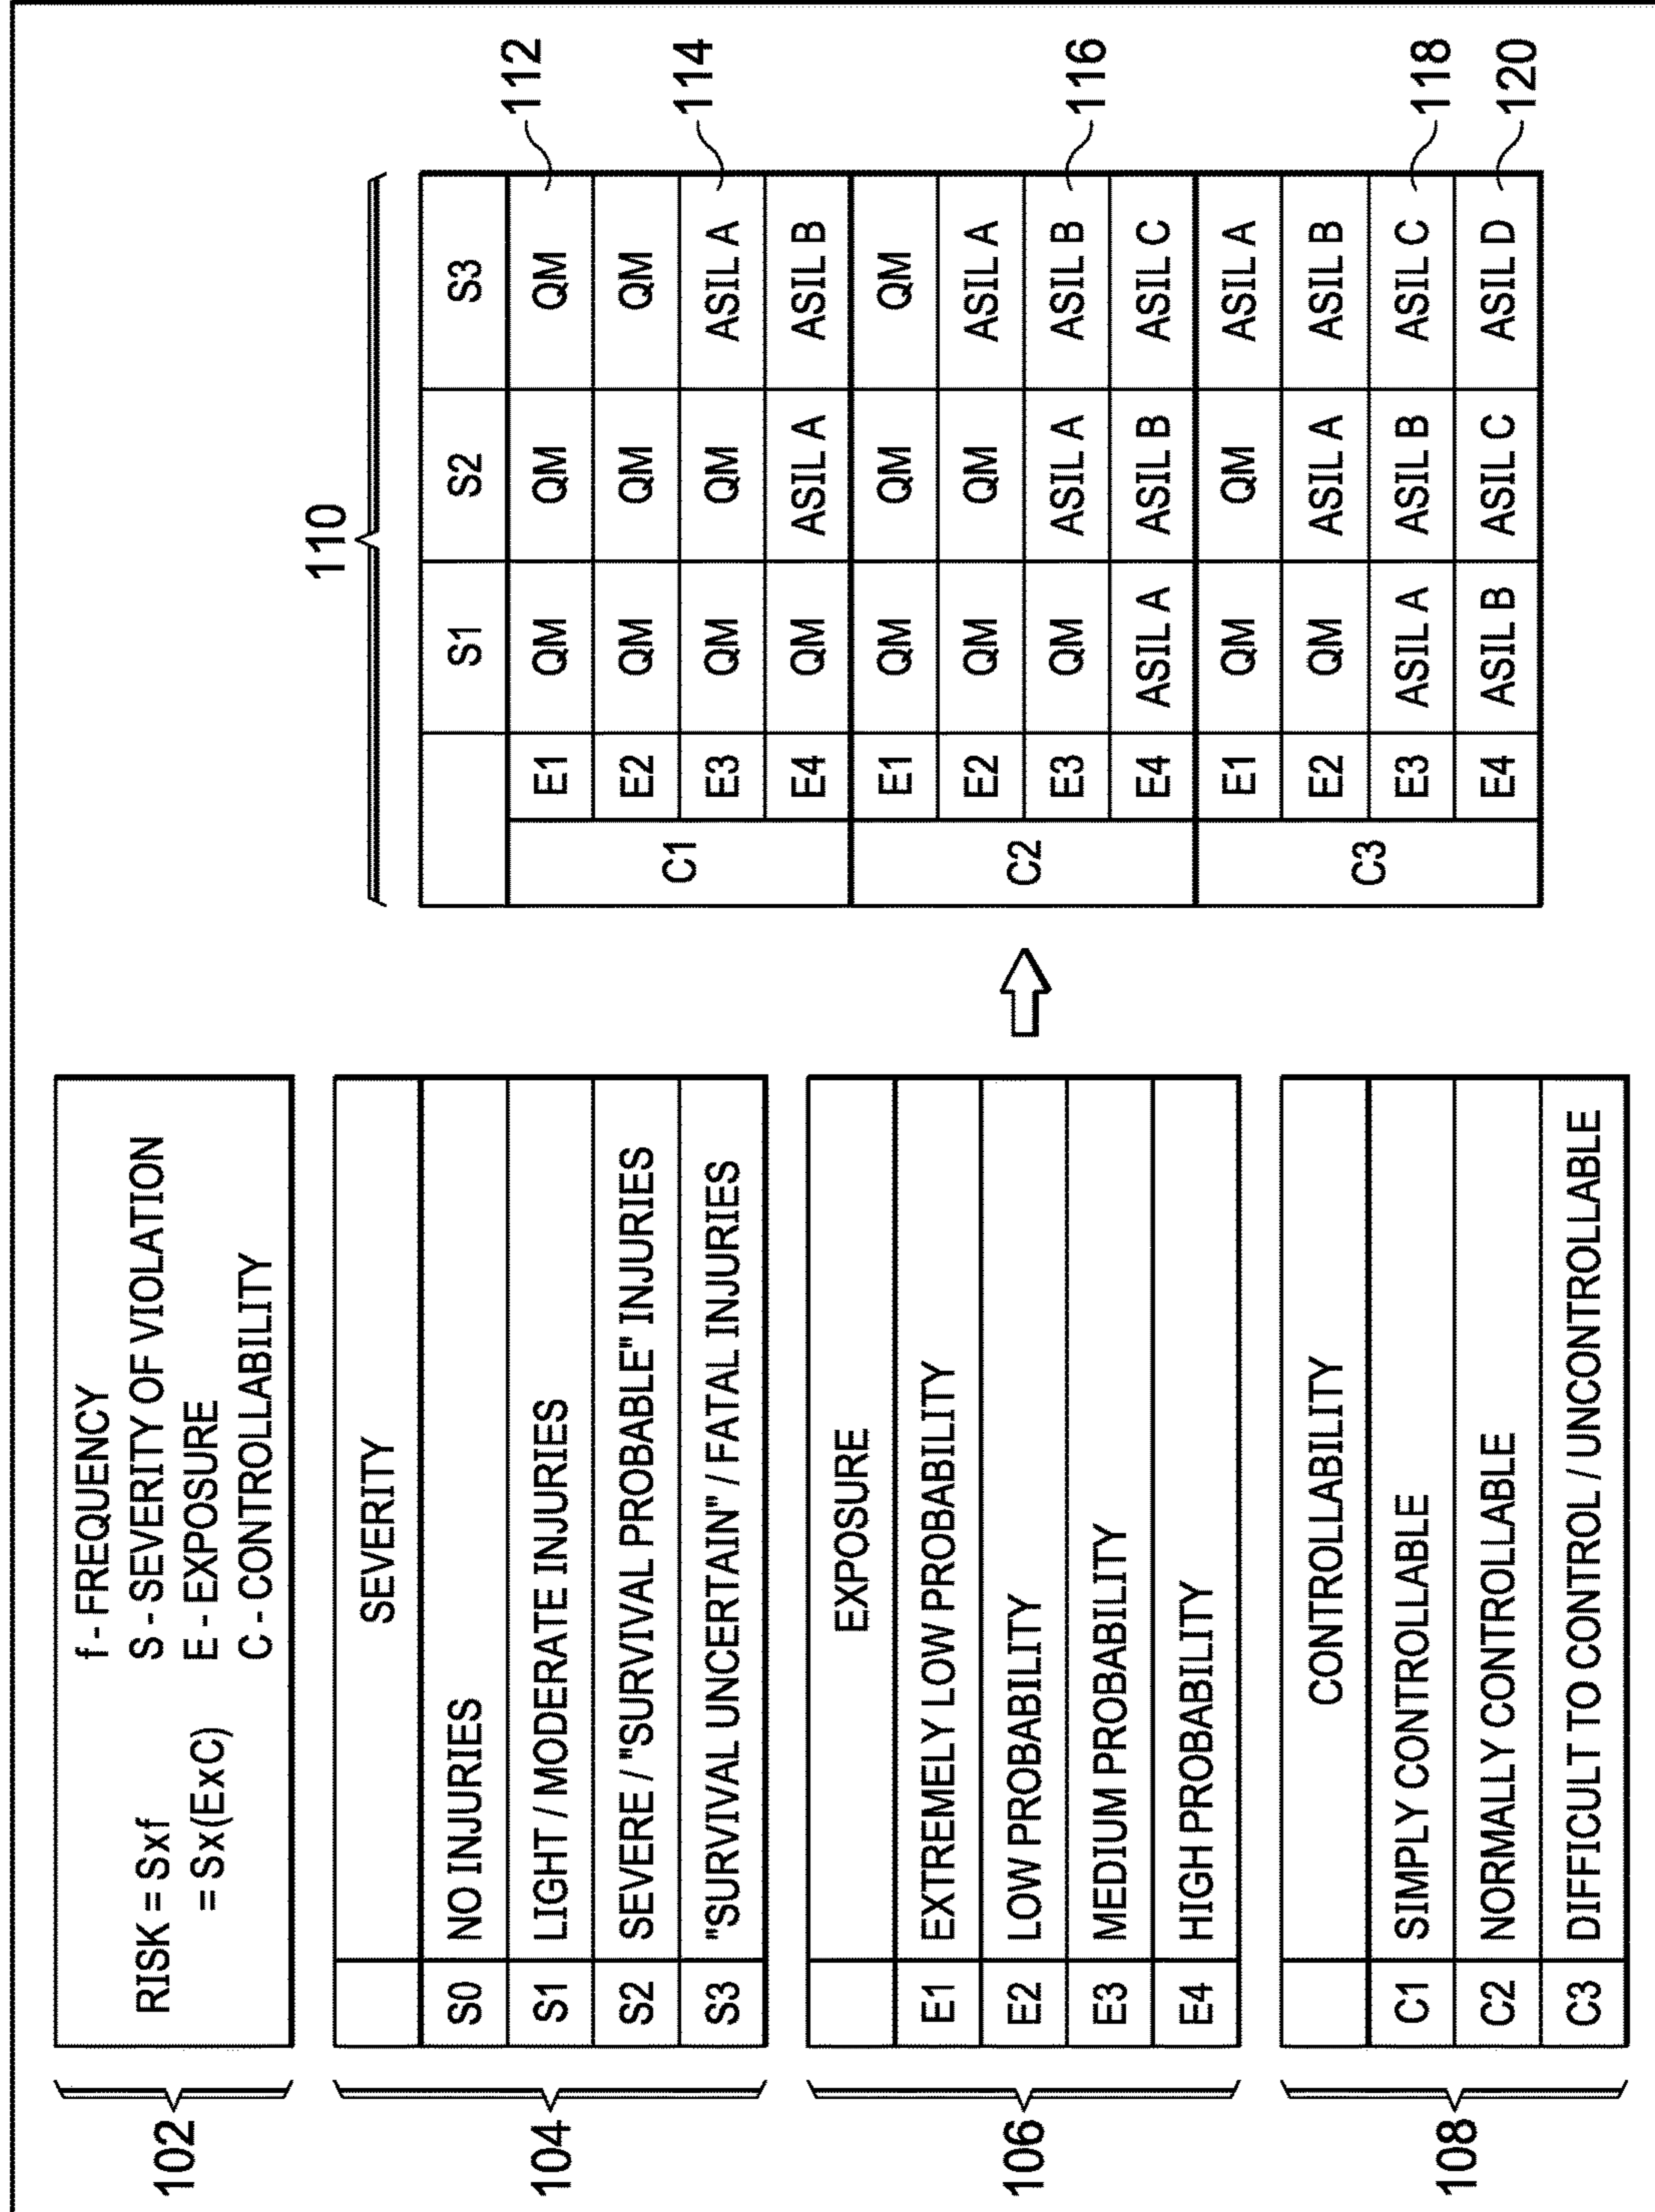 102
RISK = Sxf
= Sx(ExC)
f - FREQUENCY
S - SEVERITY OF VIOLATION
E - EXPOSURE
C - CONTROLLABILITY
104
SEVERITY
S0 NO INJURIES
S1 LIGHT / MODERATE INJURIES
S2 SEVERE / "SURVIVAL PROBABLE" INJURIES
S3 "SURVIVAL UNCERTAIN" / FATAL INJURIES
106
EXPOSURE
E1 EXTREMELY LOW PROBABILITY
E2 LOW PROBABILITY
E3 MEDIUM PROBABILITY
E4 HIGH PROBABILITY
108
CONTROLLABILITY
C1 SIMPLY CONTROLLABLE
C2 NORMALLY CONTROLLABLE
C3 DIFFICULT TO CONTROL / UNCONTROLLABLE
110
S1 S2 S3
C1
E1 QM QM QM 112
E2 QM QM QM
E3 QM QM ASIL A 114
E4 QM ASIL A ASIL B
C2
E1 QM QM QM
E2 QM QM ASIL A
E3 QM ASIL A ASIL B 116
E4 ASIL A ASIL B ASIL C
C3
E1 QM QM ASIL A
E2 QM ASIL A ASIL B
E3 ASIL A ASIL B ASIL C 118
E4 ASIL B ASIL C ASIL D 120